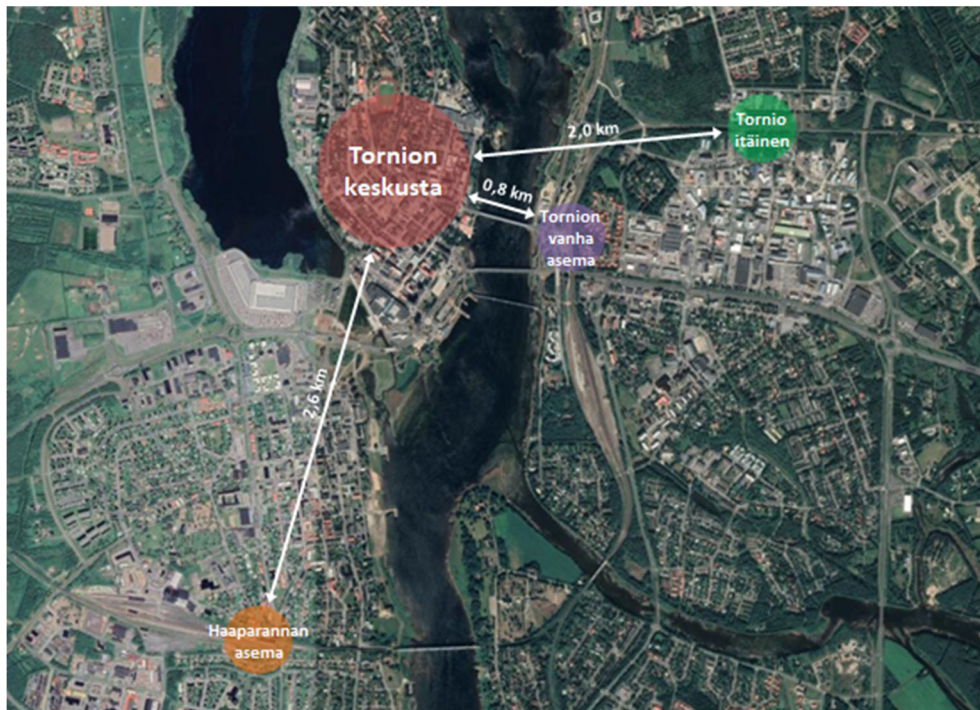 Tornion
keskusta
2,0 km
Tornio
itäinen
0,8 km
Tornion
vanha
asema
2,6 km
Haaparannan
asema